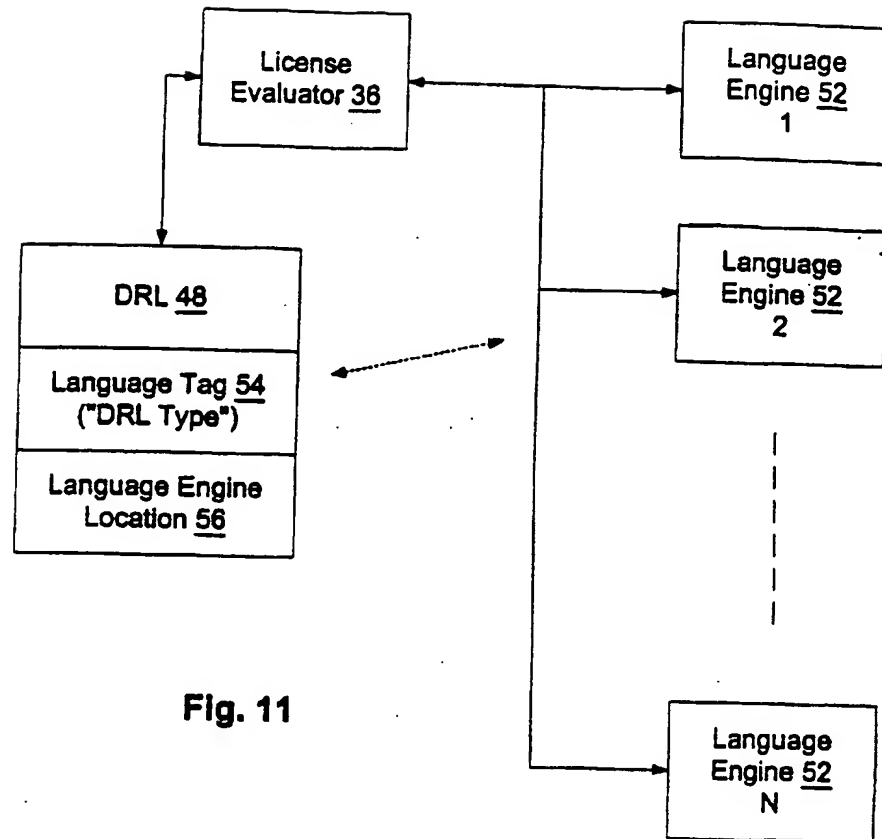 License
Evaluator 36
Language
Engine 52
1
DRL 48
Language Tag 54
("DRL Type")
Language Engine
Location 56
Language
Engine 52
2
Language
Engine 52
N
Fig. 11